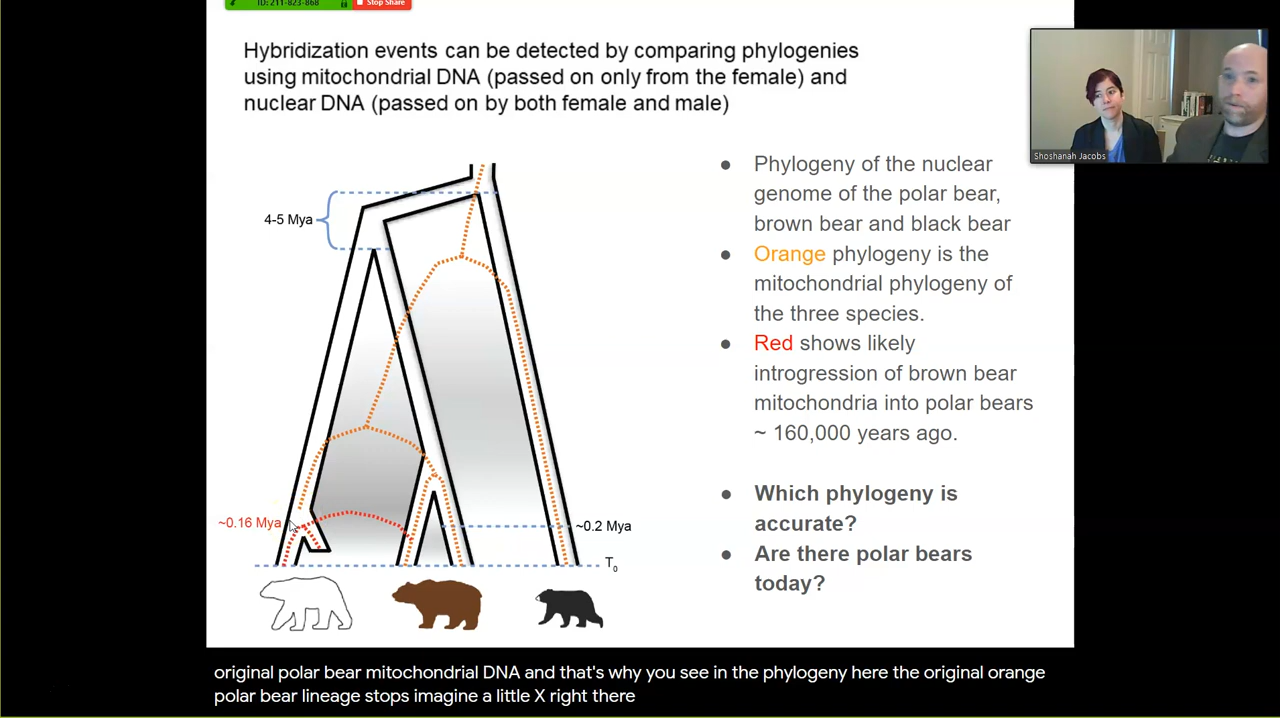 ID: 211-823-868
Stop Share
Hybridization events can be detected by comparing phylogenies
using mitochondrial DNA (passed on only from the female) and
nuclear DNA (passed on by both female and male)
Shoshanah Jacobs
4-5 Mya
~0.16 Mya
~0.2 Mya
T0
● Phylogeny of the nuclear
genome of the polar bear,
brown bear and black bear
● Orange phylogeny is the
mitochondrial phylogeny of
the three species.
● Red shows likely
introgression of brown bear
mitochondria into polar bears
~ 160,000 years ago.
● Which phylogeny is
accurate?
● Are there polar bears
today?
original polar bear mitochondrial DNA and that's why you see in the phylogeny here the original orange
polar bear lineage stops imagine a little X right there